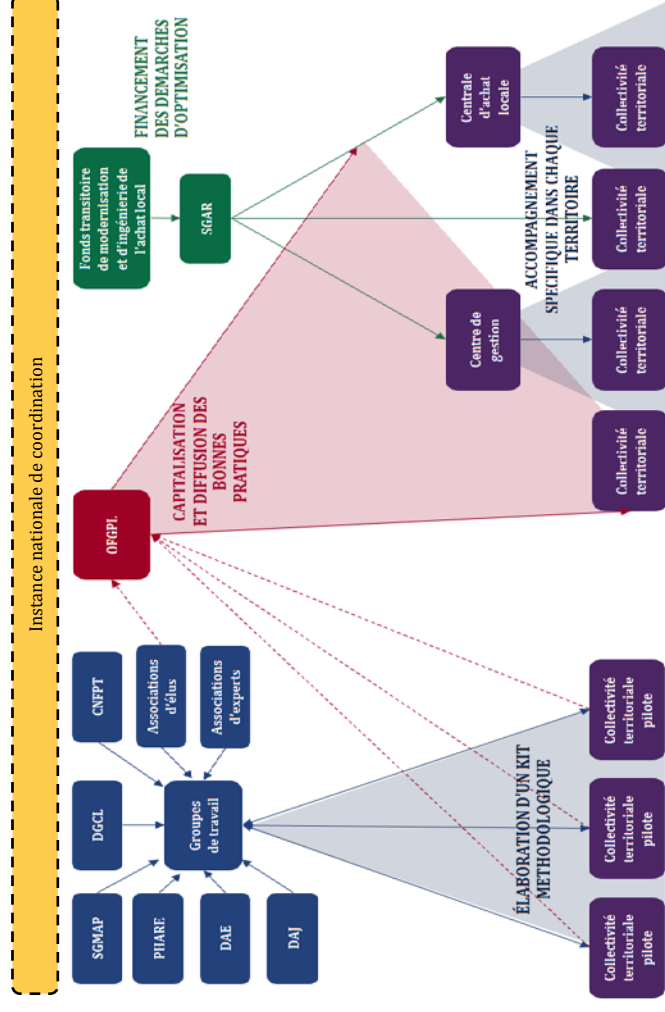 Instance nationale de coordination
SGMAP
PHARE
DAE
DAJ
DGCL
CNFPT
Associations
d'élus
Associations
d'experts
Groupes
de travail
ÉLABORATION D'UN KIT
METHODOLOGIQUE
Collectivité
territoriale
pilote
Collectivité
territoriale
pilote
Collectivité
territoriale
pilote
OFGPL
CAPITALISATION
ET DIFFUSION DES
BONNES
PRATIQUES
Fonds transitoire
de modernisation
et d'ingénierie de
l'achat local
FINANCEMENT
DES DEMARCHES
D'OPTIMISATION
SGAR
Centre de
gestion
Centrale
d'achat
locale
ACCOMPAGNEMENT
SPECIFIQUE DANS CHAQUE
TERRITOIRE
Collectivité
territoriale
Collectivité
territoriale
Collectivité
territoriale
Collectivité
territoriale